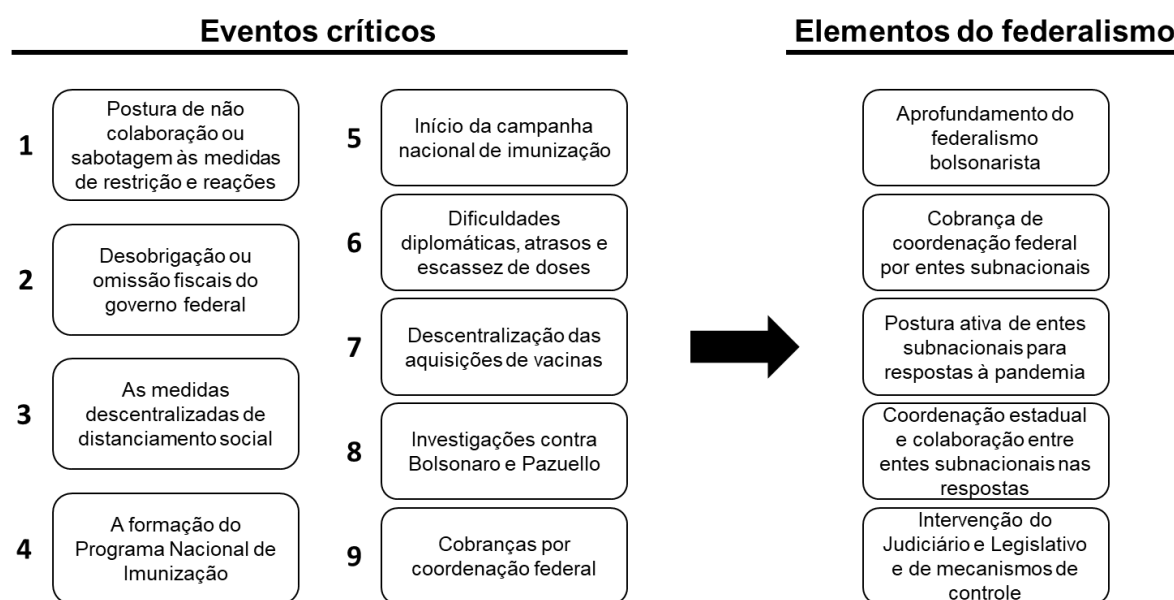 Eventos críticos
Elementos do federalismo
1
Postura de não
colaboração ou
sabotagem às medidas
de restrição e reações
2
Desobrigação ou
omissão fiscais do
governo federal
3
As medidas
descentralizadas de
distanciamento social
4
A formação do
Programa Nacional de
Imunização
5
Início da campanha
nacional de imunização
6
Dificuldades
diplomáticas, atrasos e
escassez de doses
7
Descentralização das
aquisições de vacinas
8
Investigações contra
Bolsonaro e Pazuello
9
Cobranças por
coordenação federal
Aprofundamento do
federalismo
bolsonarista
Cobrança de
coordenação federal
por entes subnacionais
Postura ativa de entes
subnacionais para
respostas à pandemia
Coordenação estadual
e colaboração entre
entes subnacionais nas
respostas
Intervenção do
Judiciário e Legislativo
e de mecanismos de
controle